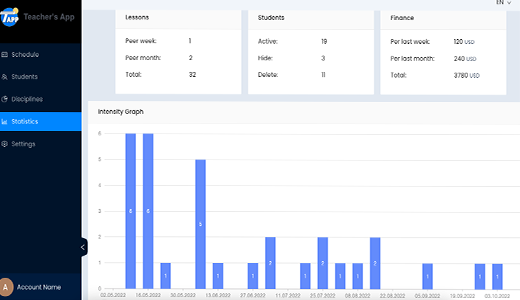 EN
TAPP Teacher's App
Schedule
Students
Disciplines
Statistics
Settings
A Account Name
Lessons
Peer week: 1
Peer month: 2
Total: 32
Students
Active: 19
Hide: 3
Delete: 11
Finance
Per last week: 120 USD
Per last month: 240 USD
Total: 3780 USD
Intensity Graph
6
5
4
3
2
1
0
6 6 1 5 1 1 2 1 2 1 1 2 1 1 1
02.05.2022 16.05.2022 30.05.2022 13.06.2022 27.06.2022 11.07.2022 25.07.2022 08.08.2022 22.08.2022 05.09.2022 19.09.2022 03.10.2022